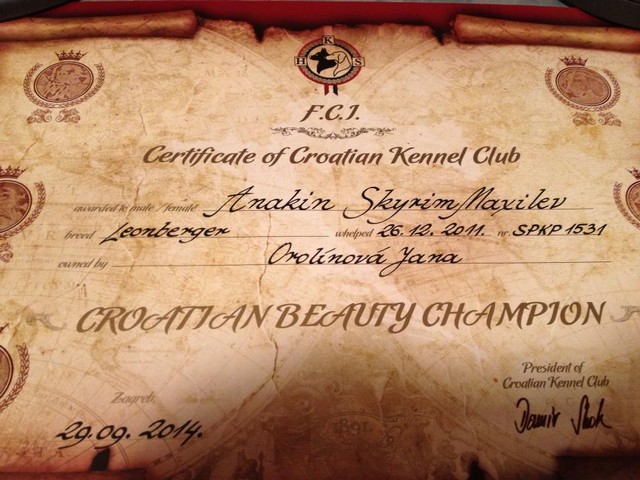 H K S
F.C.I.
Certificate of Croatian Kennel Club
awarded to male / female Anakin Skyrim Maxilev
breed Leonberger whelped 26.12.2011. nr. SPKP 1531
owned by Orolínová Jana
CROATIAN BEAUTY CHAMPION
President of
Croatian Kennel Club
Zagreb,
29.09.2014.